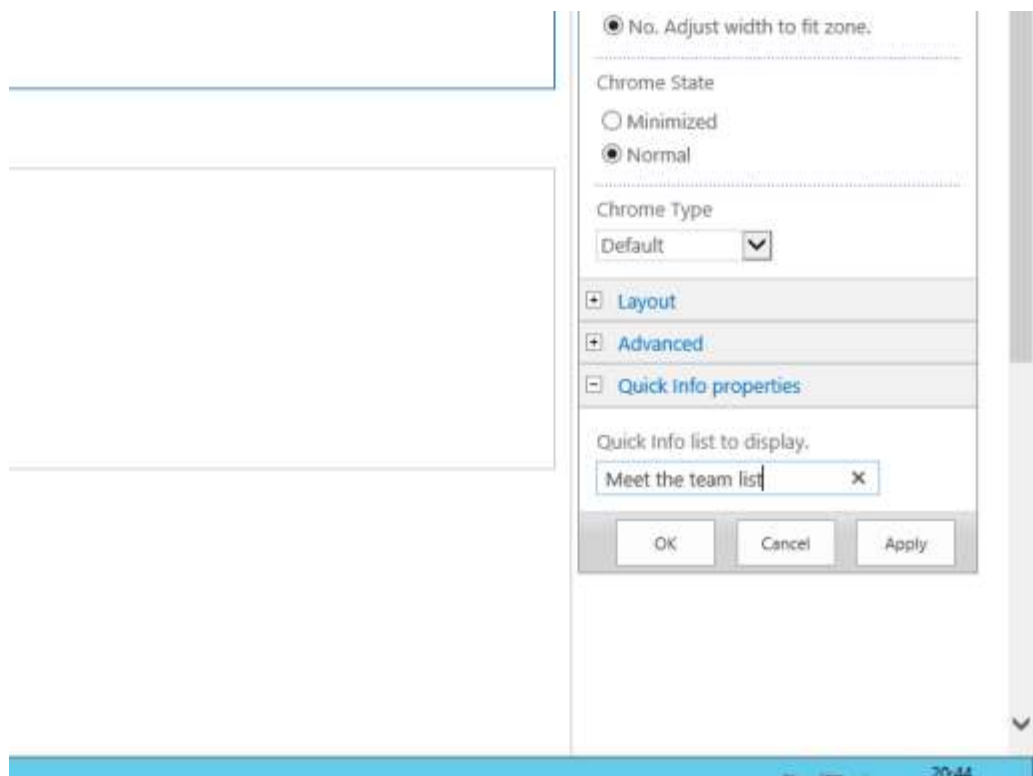 No. Adjust width to fit zone.
Chrome State
Minimized
Normal
Chrome Type
Default
Layout
Advanced
Quick Info properties
Quick Info list to display.
Meet the team list
OK Cancel Apply
20:44